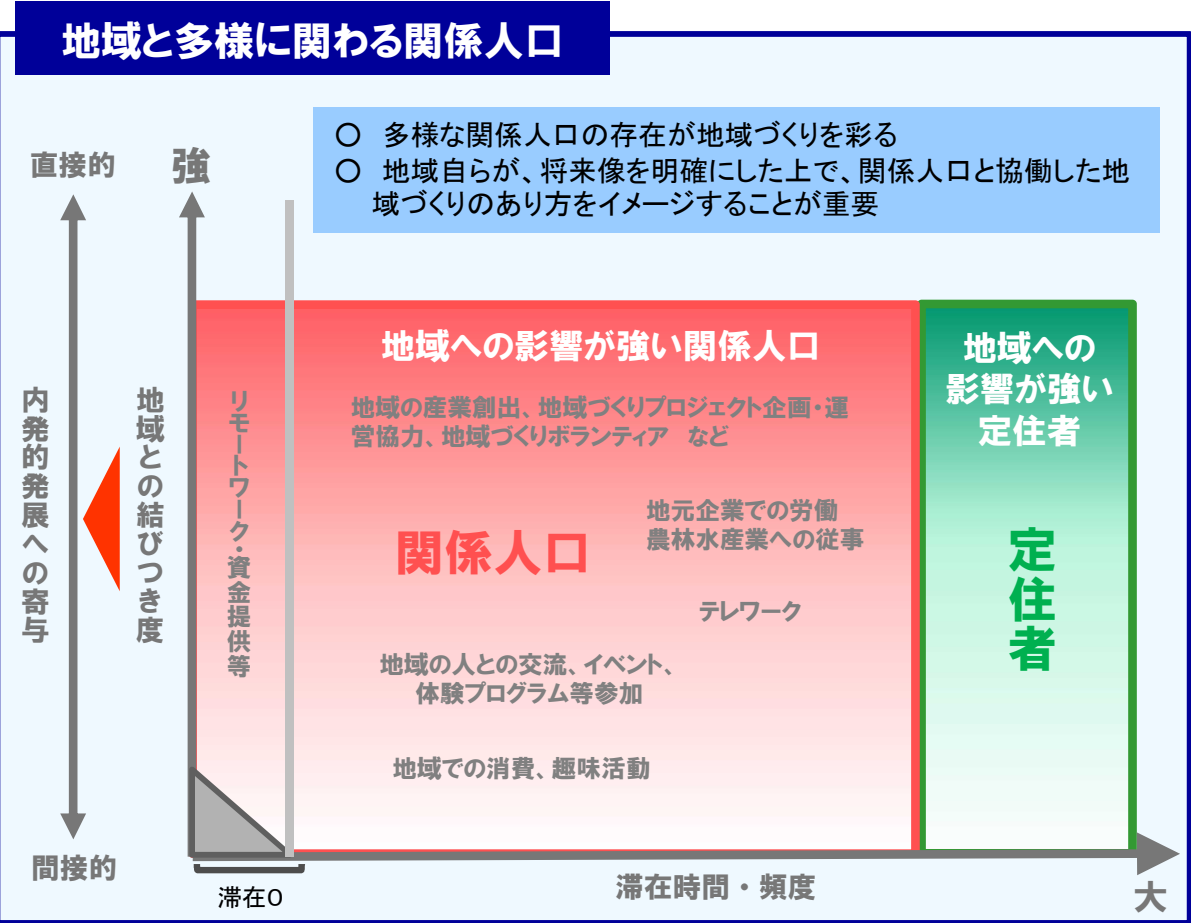 地域と多様に関わる関係人口
○ 多様な関係人口の存在が地域づくりを彩る
○ 地域自らが、将来像を明確にした上で、関係人口と協働した地
域づくりのあり方をイメージすることが重要
直接的
強
内発的発展への寄与
地域との結びつき度
リモートワーク・資金提供等
地域への影響が強い関係人口
地域の産業創出、地域づくりプロジェクト企画・運
営協力、地域づくりボランティア など
関係人口
地元企業での労働
農林水産業への従事
テレワーク
地域の人との交流、イベント、
体験プログラム等参加
地域での消費、趣味活動
地域への
影響が強い
定住者
定住者
間接的
滞在0
滞在時間・頻度
大